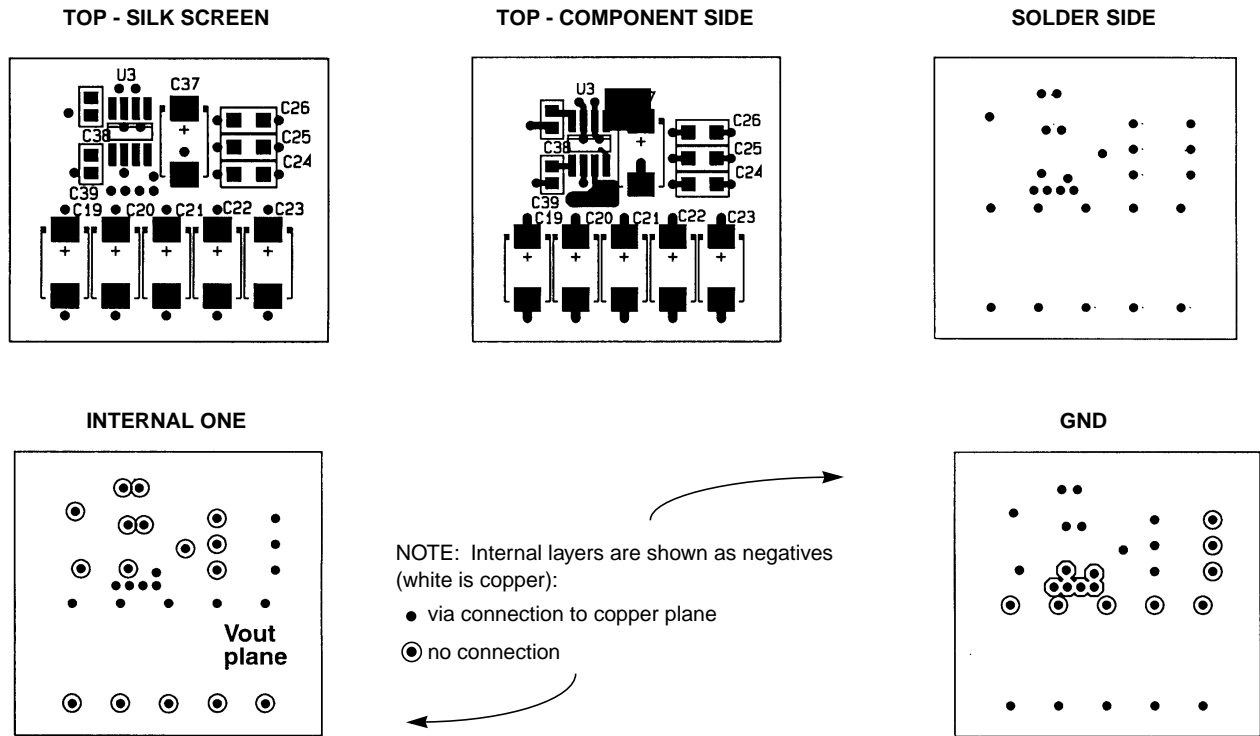 TOP - SILK SCREEN
U3
C37
C26
C25
C24
C38
C39
C19
C20
C21
C22
C23
+
+
+
+
+
+
TOP - COMPONENT SIDE
U3
7
C26
C25
C24
C38
C39
C19
C20
C21
C22
C23
+
+
+
+
+
+
SOLDER SIDE
INTERNAL ONE
Vout
plane
NOTE: Internal layers are shown as negatives
(white is copper):
via connection to copper plane
no connection
GND